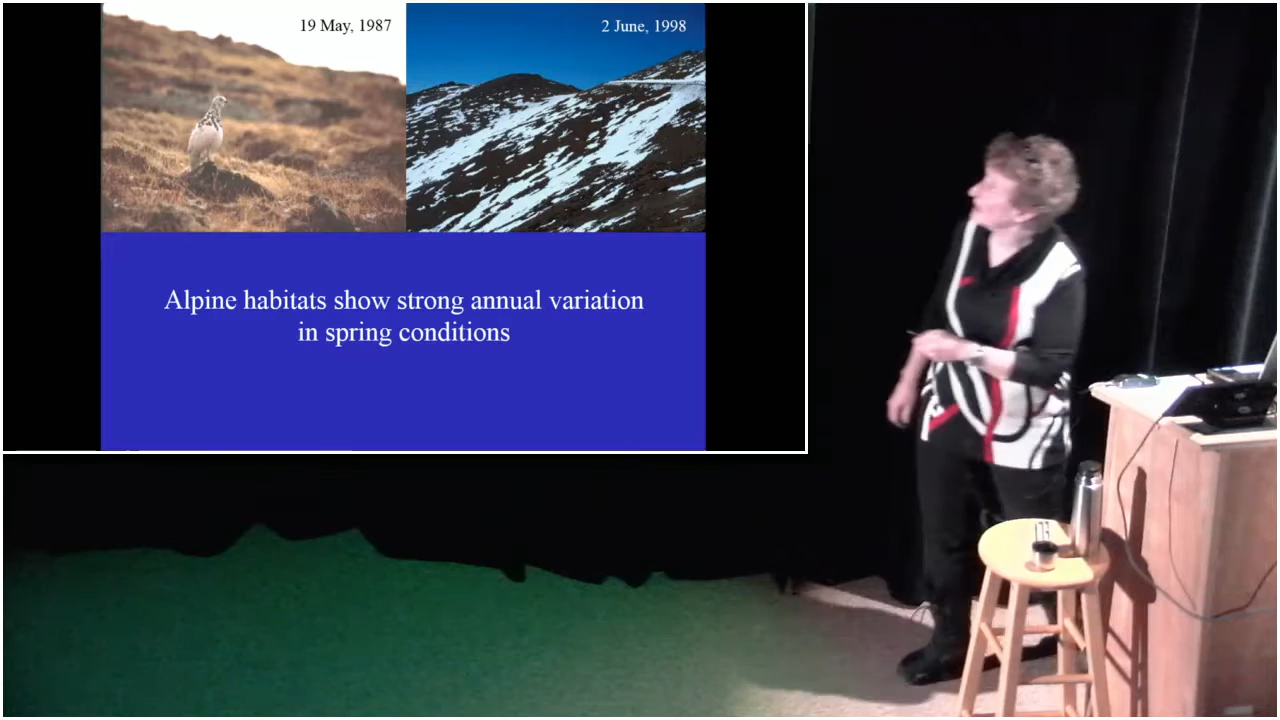 19 May, 1987
2 June, 1998
Alpine habitats show strong annual variation
in spring conditions